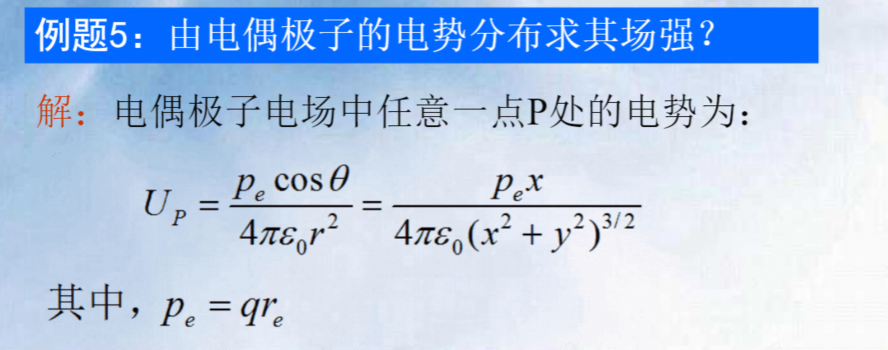 例题5：由电偶极子的电势分布求其场强？
解：电偶极子电场中任意一点P处的电势为：
U_P = \frac{p_e \cos\theta}{4\pi\varepsilon_0 r^2} = \frac{p_e x}{4\pi\varepsilon_0 (x^2 + y^2)^{3/2}}
其中，p_e = qr_e